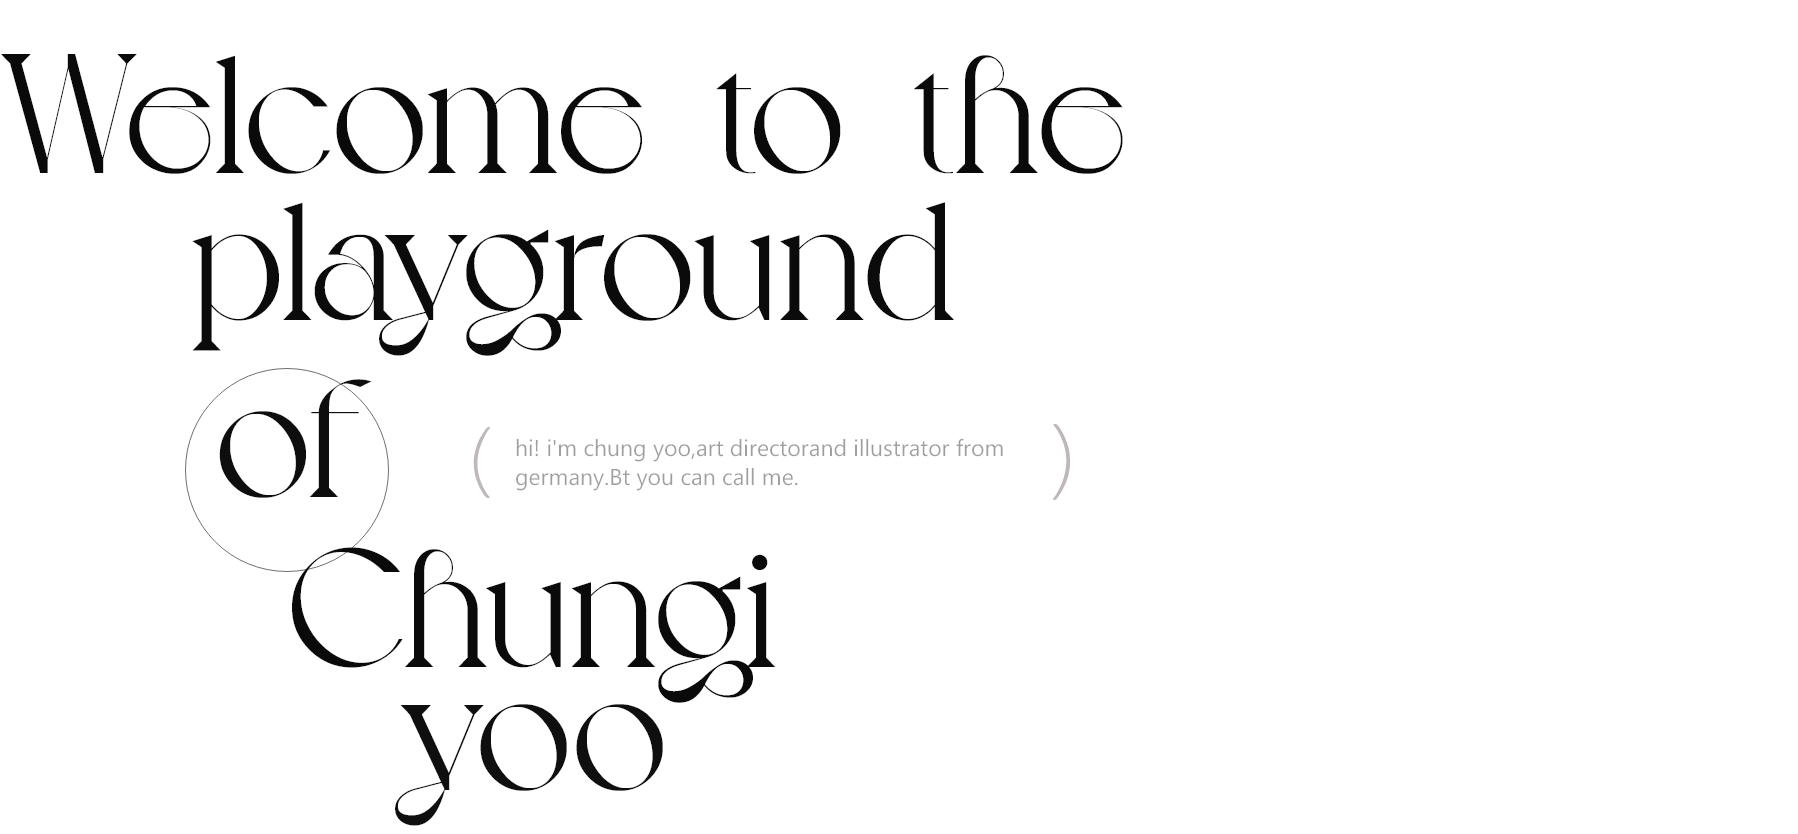 Welcome to the
playground
of
( hi! i'm chung yoo,art directorand illustrator from
germany.Bt you can call me. )
Chungi
yoo